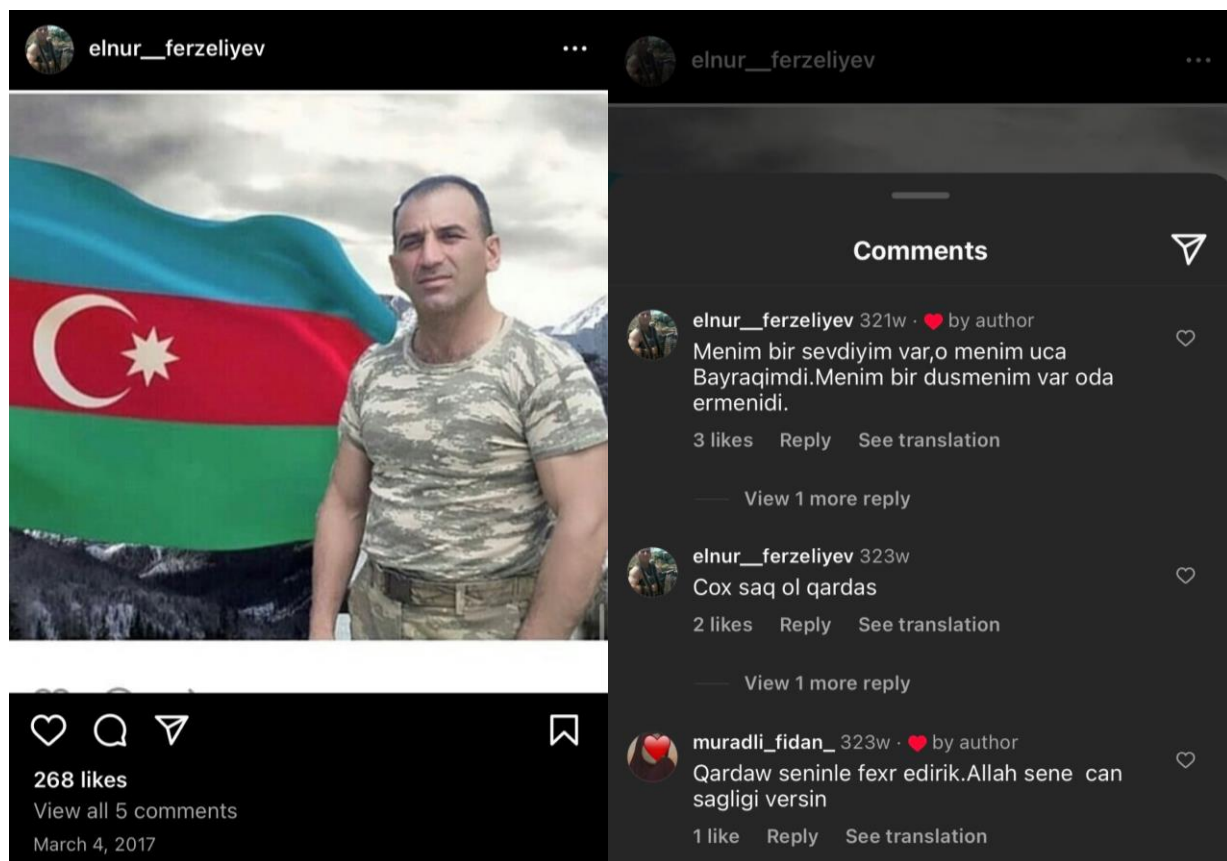 elnur__ferzeliyev
268 likes
View all 5 comments
March 4, 2017
elnur__ferzeliyev
Comments
elnur__ferzeliyev 321w · ❤ by author
Menim bir sevdiyim var,o menim uca
Bayraqimdi.Menim bir dusmenim var oda
ermenidi.
3 likes Reply See translation
View 1 more reply
elnur__ferzeliyev 323w
Cox saq ol qardas
2 likes Reply See translation
View 1 more reply
muradli_fidan_ 323w · ❤ by author
Qardaw seninle fexr edirik.Allah sene can
sagligi versin
1 like Reply See translation